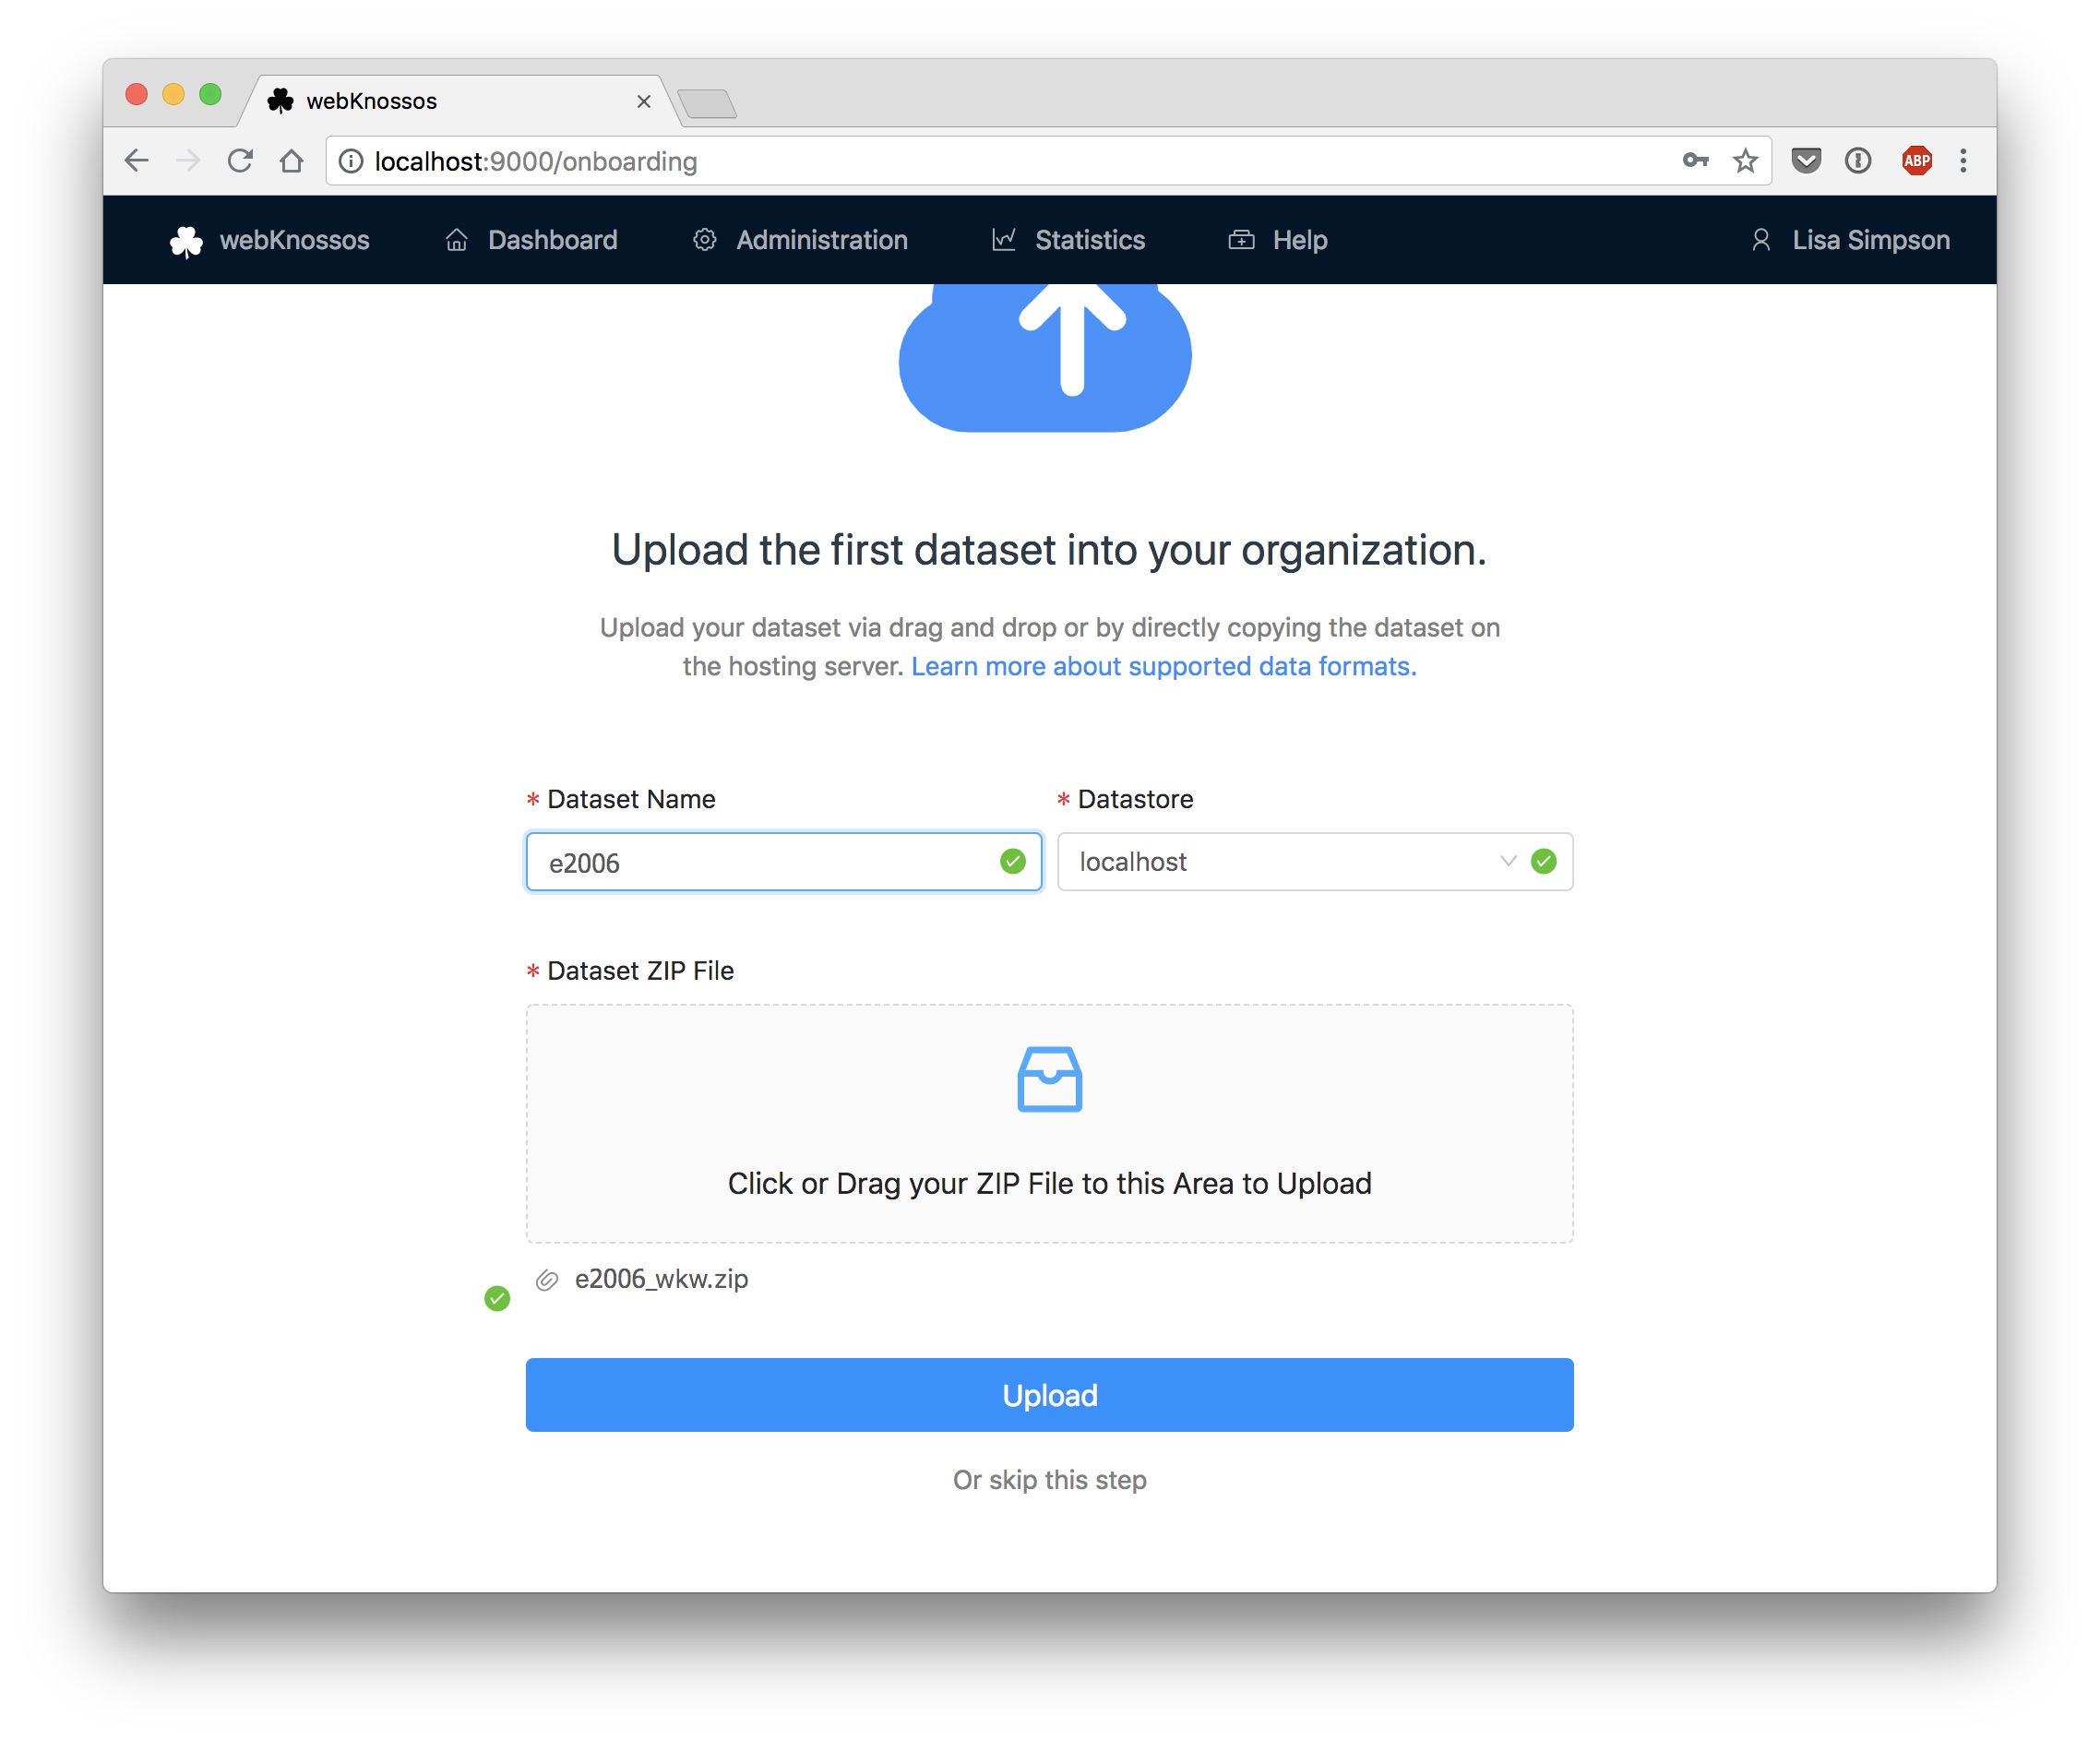 webKnossos
localhost:9000/onboarding
ABP
webKnossos Dashboard Administration Statistics Help Lisa Simpson
Upload the first dataset into your organization.
Upload your dataset via drag and drop or by directly copying the dataset on
the hosting server. Learn more about supported data formats.
* Dataset Name * Datastore
e2006 localhost
* Dataset ZIP File
Click or Drag your ZIP File to this Area to Upload
e2006_wkw.zip
Upload
Or skip this step